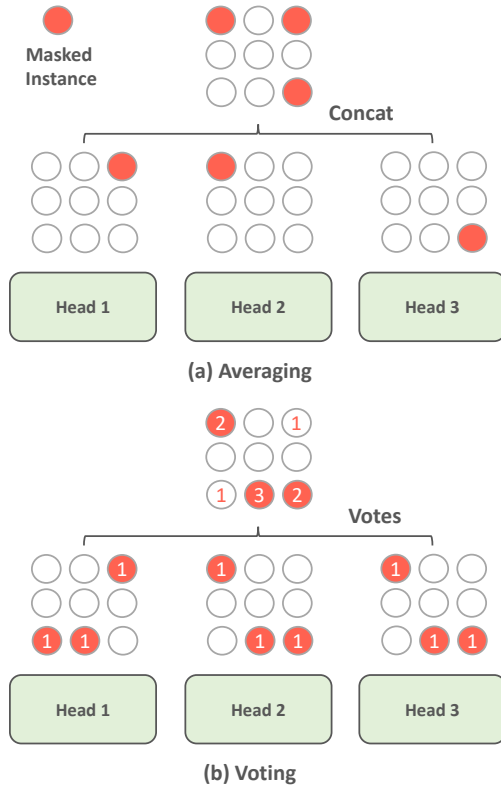 Masked
Instance
Concat
Head 1 Head 2 Head 3
(a) Averaging
2 1
1 3 2
Votes
1 1 1
1 1 1 1 1 1
Head 1 Head 2 Head 3
(b) Voting